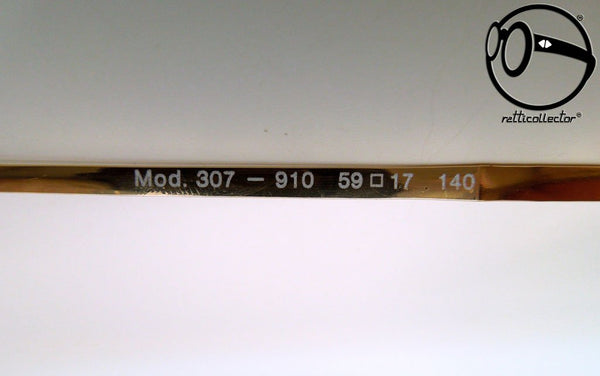 Mod. 307 – 910 59 □ 17 140
retticollector®